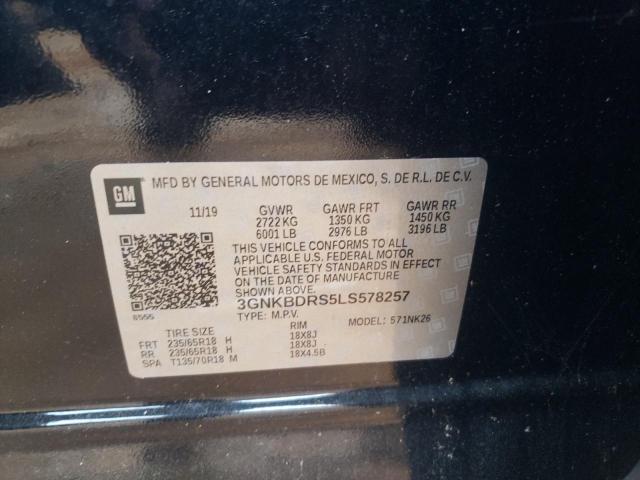 GM MFD BY GENERAL MOTORS DE MEXICO, S. DE R.L. DE C.V.
11/19 GVWR GAWR FRT GAWR RR
2722 KG 1350 KG 1450 KG
6001 LB 2976 LB 3196 LB
THIS VEHICLE CONFORMS TO ALL
APPLICABLE U.S. FEDERAL MOTOR
VEHICLE SAFETY STANDARDS IN EFFECT
ON THE DATE OF MANUFACTURE
SHOWN ABOVE.
3GNKBDRS5LS578257
8555 TYPE: M.P.V.
TIRE SIZE RIM MODEL: 571NK26
FRT 235/65R18 H 18X8J
RR 235/65R18 H 18X8J
SPA T135/70R18 M 18X4.5B